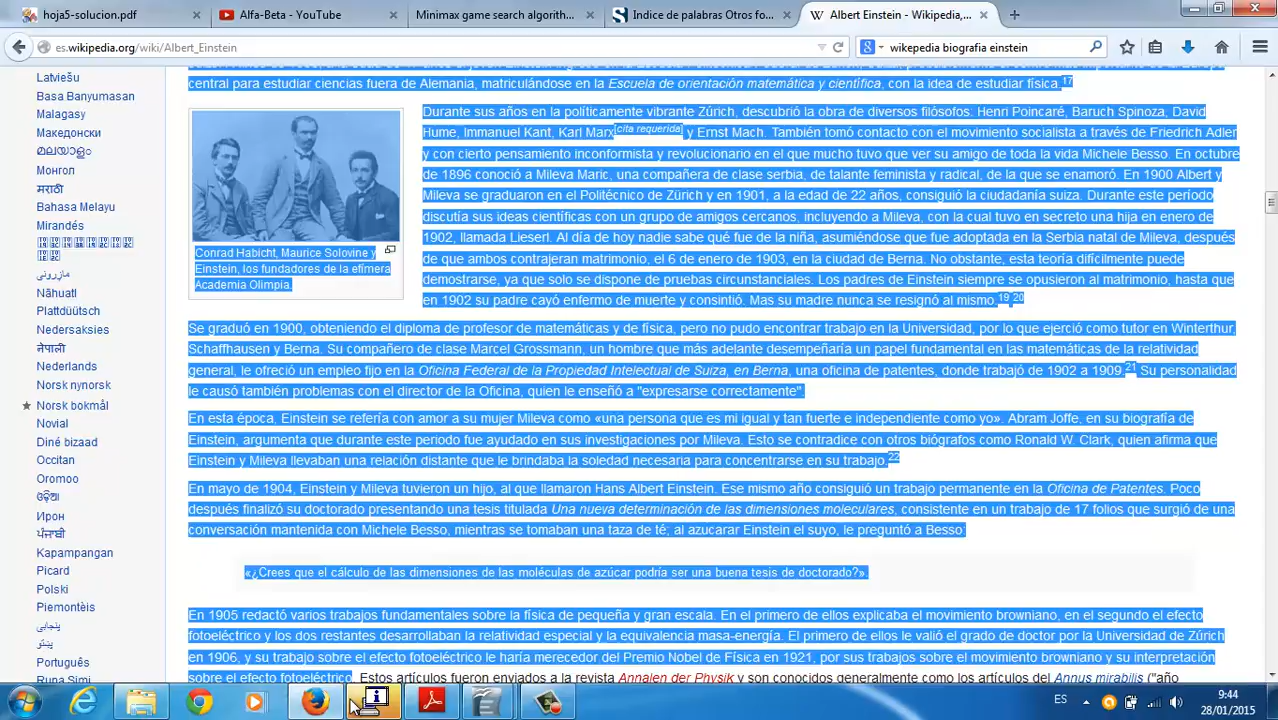 hoja5-solucion.pdf
Alfa-Beta - YouTube
Minimax game search algorithm...
Indice de palabras Otros fo...
Albert Einstein - Wikipedia,...
es.wikipedia.org/wiki/Albert_Einstein
wikepedia biografia einstein
Latviešu
Basa Banyumasan
Malagasy
Македонски
മലയാളം
Монгол
मराठी
Bahasa Melayu
Mirandés
مازِرونی
Nāhuatl
Plattdüütsch
Nedersaksies
नेपाली
Nederlands
Norsk nynorsk
Norsk bokmål
Novial
Diné bizaad
Occitan
Oromoo
ଓଡ଼ିଆ
Ирон
ਪੰਜਾਬੀ
Kapampangan
Picard
Polski
Piemontèis
پنجابی
پښتو
Português
Runa Simi
central para estudiar ciencias fuera de Alemania, matriculándose en la Escuela de orientación matemática y científica, con la idea de estudiar física.17
Conrad Habicht, Maurice Solovine y
Einstein, los fundadores de la efímera
Academia Olimpia.
Durante sus años en la políticamente vibrante Zúrich, descubrió la obra de diversos filósofos: Henri Poincaré, Baruch Spinoza, David
Hume, Immanuel Kant, Karl Marx[cita requerida] y Ernst Mach. También tomó contacto con el movimiento socialista a través de Friedrich Adler
y con cierto pensamiento inconformista y revolucionario en el que mucho tuvo que ver su amigo de toda la vida Michele Besso. En octubre
de 1896 conoció a Mileva Maric, una compañera de clase serbia, de talante feminista y radical, de la que se enamoró. En 1900 Albert y
Mileva se graduaron en el Politécnico de Zürich y en 1901, a la edad de 22 años, consiguió la ciudadanía suiza. Durante este período
discutía sus ideas científicas con un grupo de amigos cercanos, incluyendo a Mileva, con la cual tuvo en secreto una hija en enero de
1902, llamada Lieserl. Al día de hoy nadie sabe qué fue de la niña, asumiéndose que fue adoptada en la Serbia natal de Mileva, después
de que ambos contrajeran matrimonio, el 6 de enero de 1903, en la ciudad de Berna. No obstante, esta teoría difícilmente puede
demostrarse, ya que solo se dispone de pruebas circunstanciales. Los padres de Einstein siempre se opusieron al matrimonio, hasta que
en 1902 su padre cayó enfermo de muerte y consintió. Mas su madre nunca se resignó al mismo.19 20
Se graduó en 1900, obteniendo el diploma de profesor de matemáticas y de física, pero no pudo encontrar trabajo en la Universidad, por lo que ejerció como tutor en Winterthur,
Schaffhausen y Berna. Su compañero de clase Marcel Grossmann, un hombre que más adelante desempeñaría un papel fundamental en las matemáticas de la relatividad
general, le ofreció un empleo fijo en la Oficina Federal de la Propiedad Intelectual de Suiza, en Berna, una oficina de patentes, donde trabajó de 1902 a 1909.21 Su personalidad
le causó también problemas con el director de la Oficina, quien le enseñó a "expresarse correctamente".
En esta época, Einstein se refería con amor a su mujer Mileva como «una persona que es mi igual y tan fuerte e independiente como yo». Abram Joffe, en su biografía de
Einstein, argumenta que durante este periodo fue ayudado en sus investigaciones por Mileva. Esto se contradice con otros biógrafos como Ronald W. Clark, quien afirma que
Einstein y Mileva llevaban una relación distante que le brindaba la soledad necesaria para concentrarse en su trabajo.22
En mayo de 1904, Einstein y Mileva tuvieron un hijo, al que llamaron Hans Albert Einstein. Ese mismo año consiguió un trabajo permanente en la Oficina de Patentes. Poco
después finalizó su doctorado presentando una tesis titulada Una nueva determinación de las dimensiones moleculares, consistente en un trabajo de 17 folios que surgió de una
conversación mantenida con Michele Besso, mientras se tomaban una taza de té; al azucarar Einstein el suyo, le preguntó a Besso:
«¿Crees que el cálculo de las dimensiones de las moléculas de azúcar podría ser una buena tesis de doctorado?».
En 1905 redactó varios trabajos fundamentales sobre la física de pequeña y gran escala. En el primero de ellos explicaba el movimiento browniano, en el segundo el efecto
fotoeléctrico y los dos restantes desarrollaban la relatividad especial y la equivalencia masa-energía. El primero de ellos le valió el grado de doctor por la Universidad de Zúrich
en 1906, y su trabajo sobre el efecto fotoeléctrico le haría merecedor del Premio Nobel de Física en 1921, por sus trabajos sobre el movimiento browniano y su interpretación
sobre el efecto fotoeléctrico. Estos artículos fueron enviados a la revista Annalen der Physik y son conocidos generalmente como los artículos del Annus mirabilis ("año
ES
9:44
28/01/2015